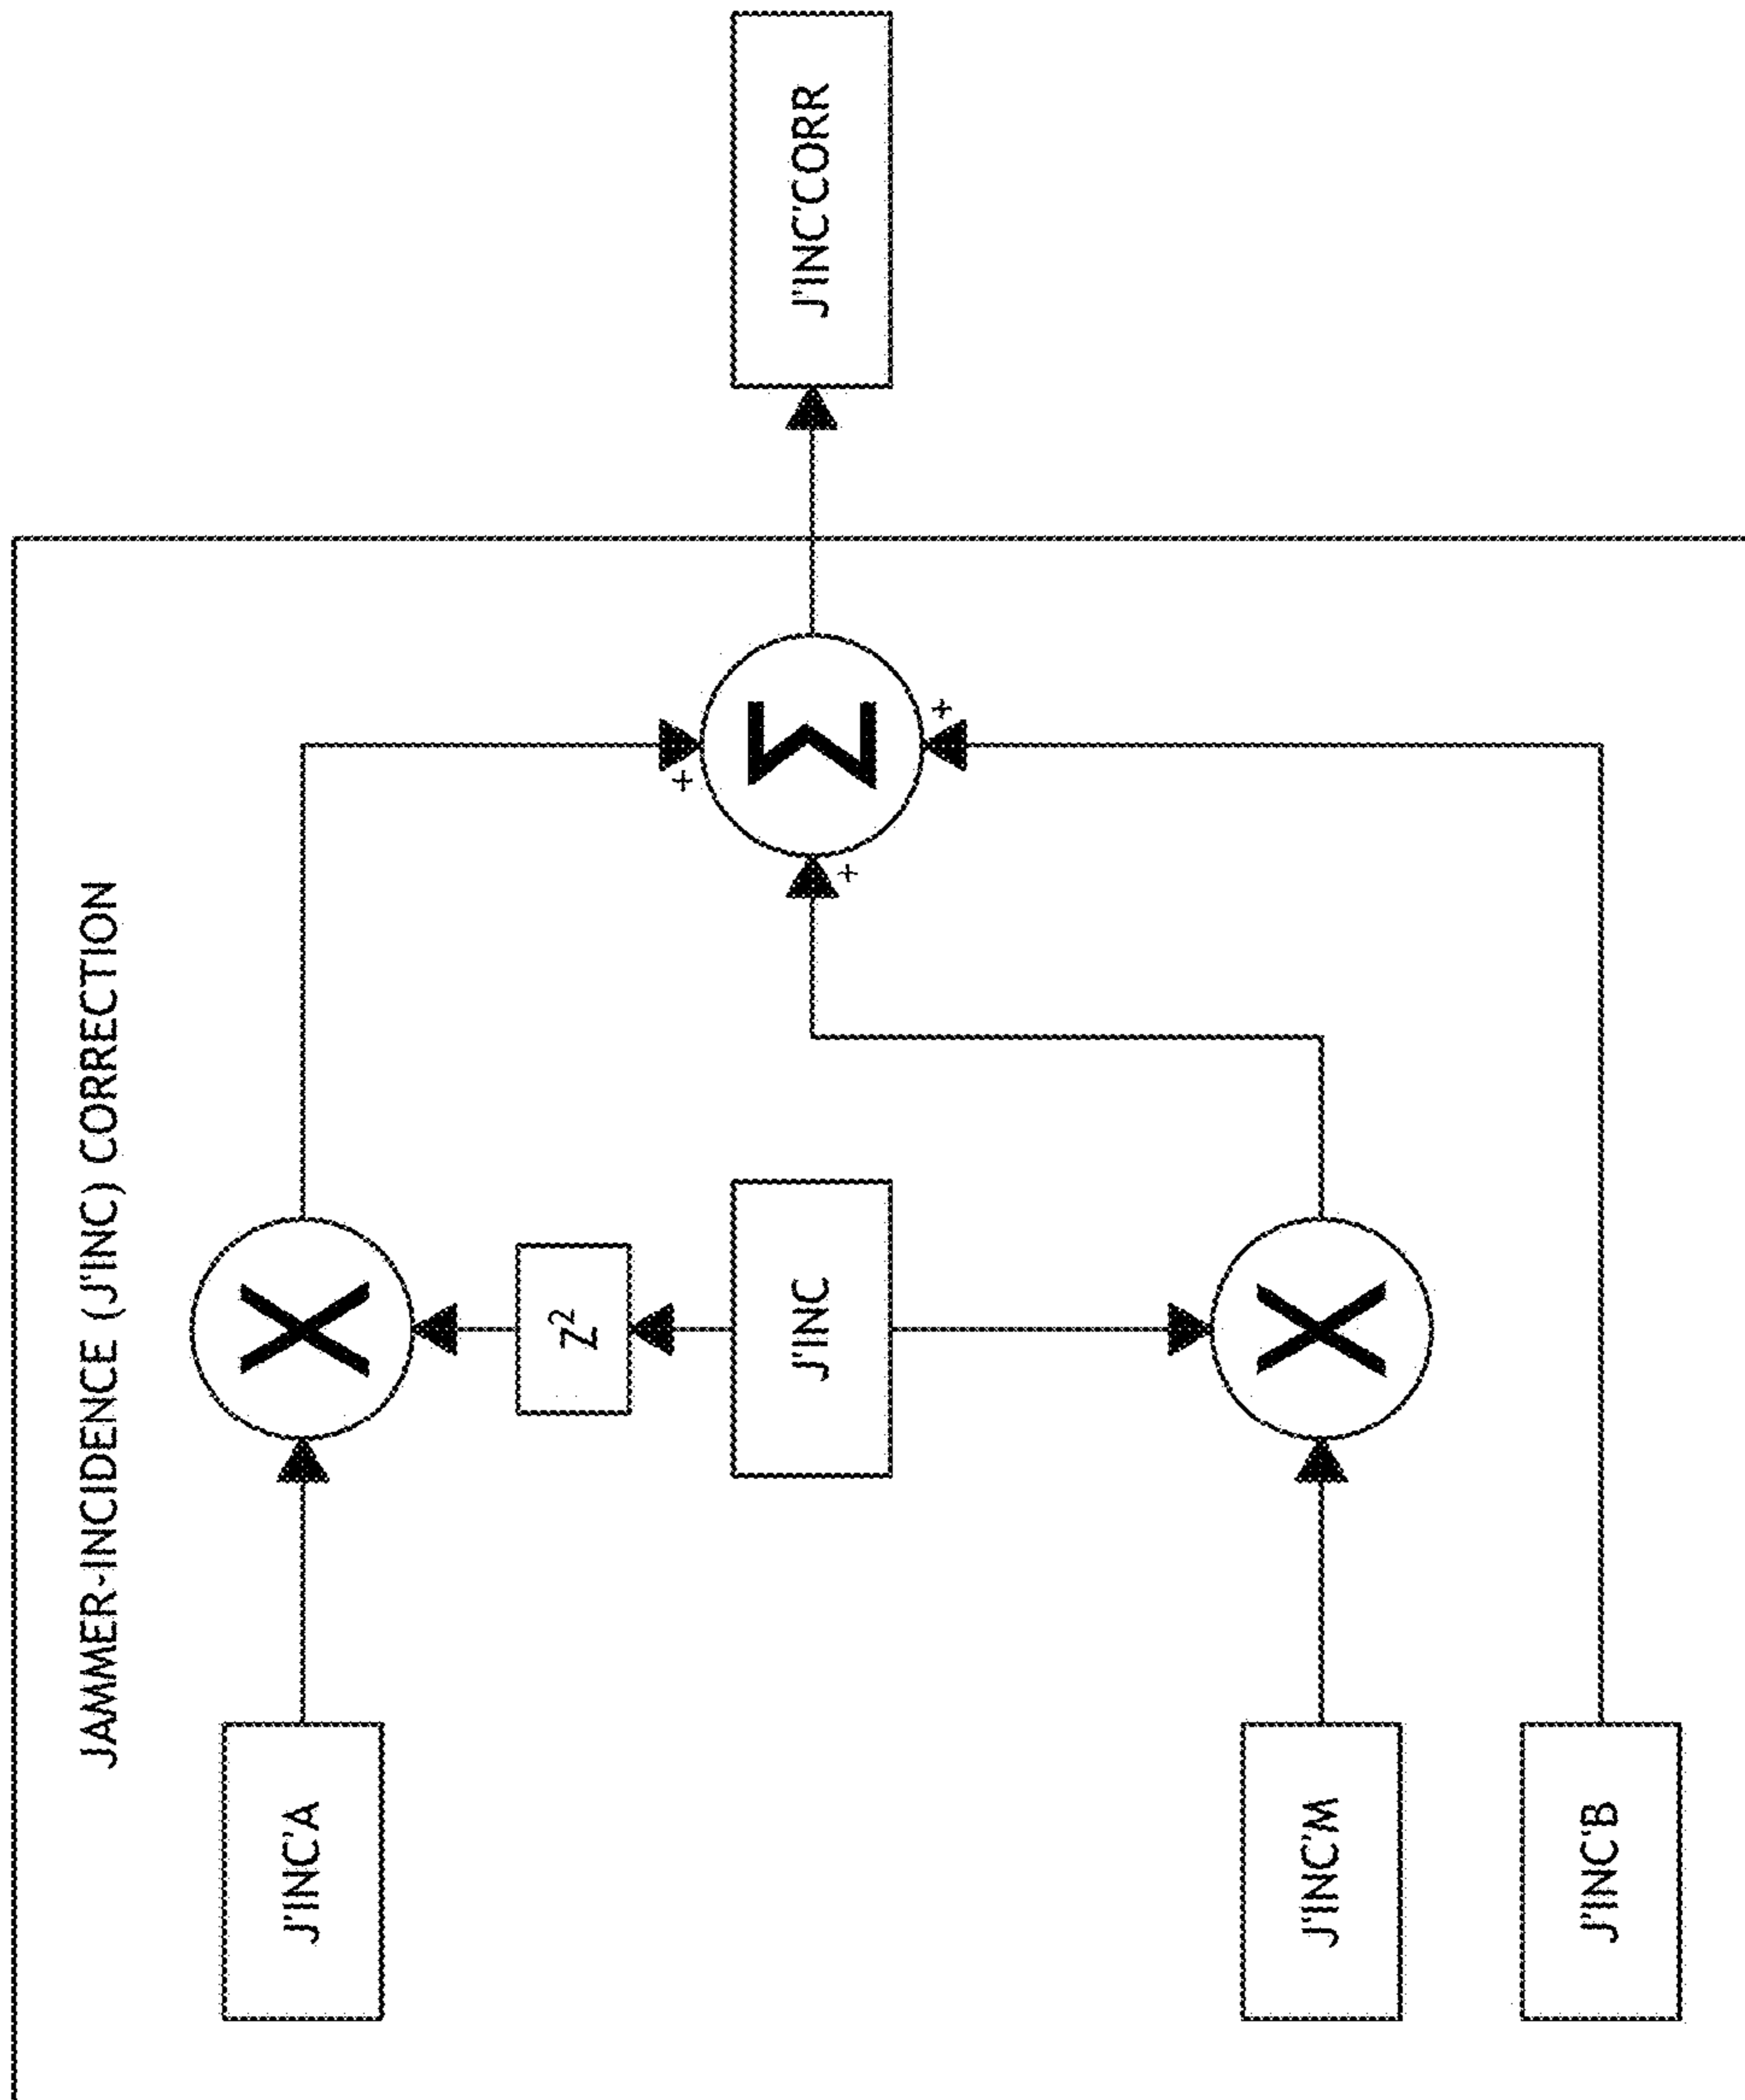 JAMMER-INCIDENCE (J'INC) CORRECTION
J'INC'A
X
+
Z²
J'INC
Σ
J'INC'CORR
+
J'INC'M
X
+
J'INC'B